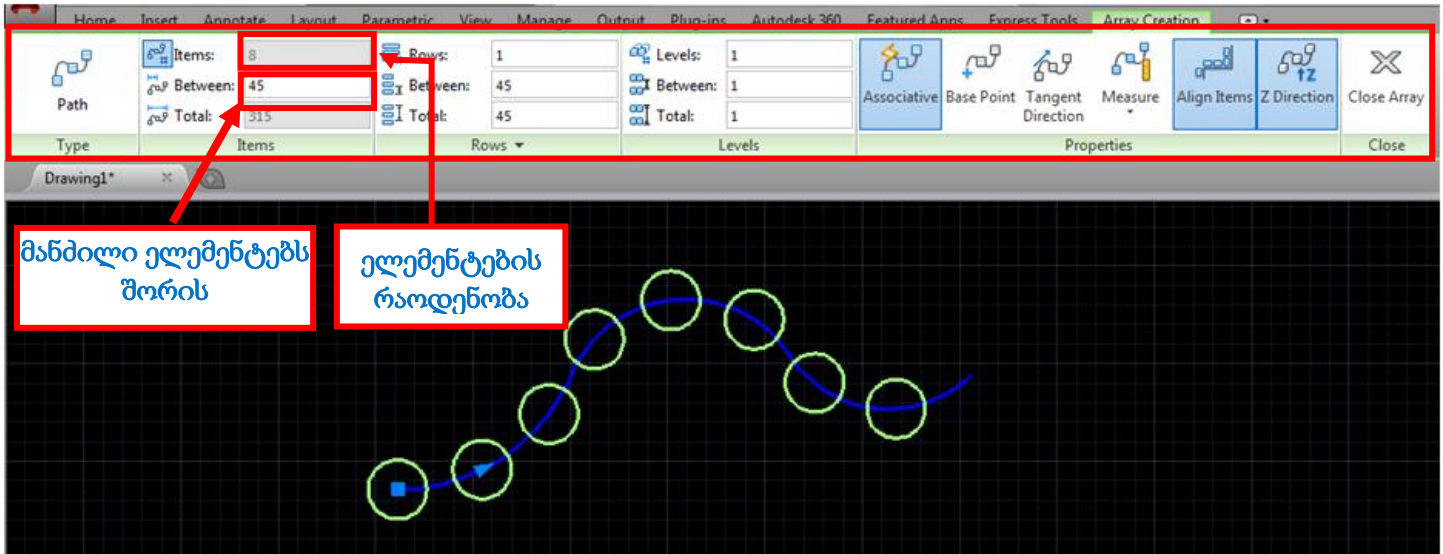 Home Insert Annotate Layout Parametric View Manage Output Plug-ins Autodesk 360 Featured Apps Express Tools Array Creation
Items: 8 Rows: 1 Levels: 1
Between: 45 Between: 45 Between: 1
Path Total: 315 Total: 45 Total: 1
Associative Base Point Tangent Direction Measure Align Items Z Direction Close Array
Type Items Rows Levels Properties Close
Drawing1*
მანძილი ელემენტებს
შორის
ელემენტების
რაოდენობა